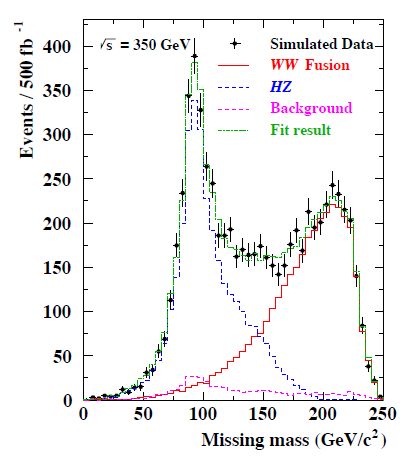 Events / 500 fb -1
√s = 350 GeV
Simulated Data
WW Fusion
HZ
Background
Fit result
400
350
300
250
200
150
100
50
0
0 50 100 150 200 250
Missing mass (GeV/c²)